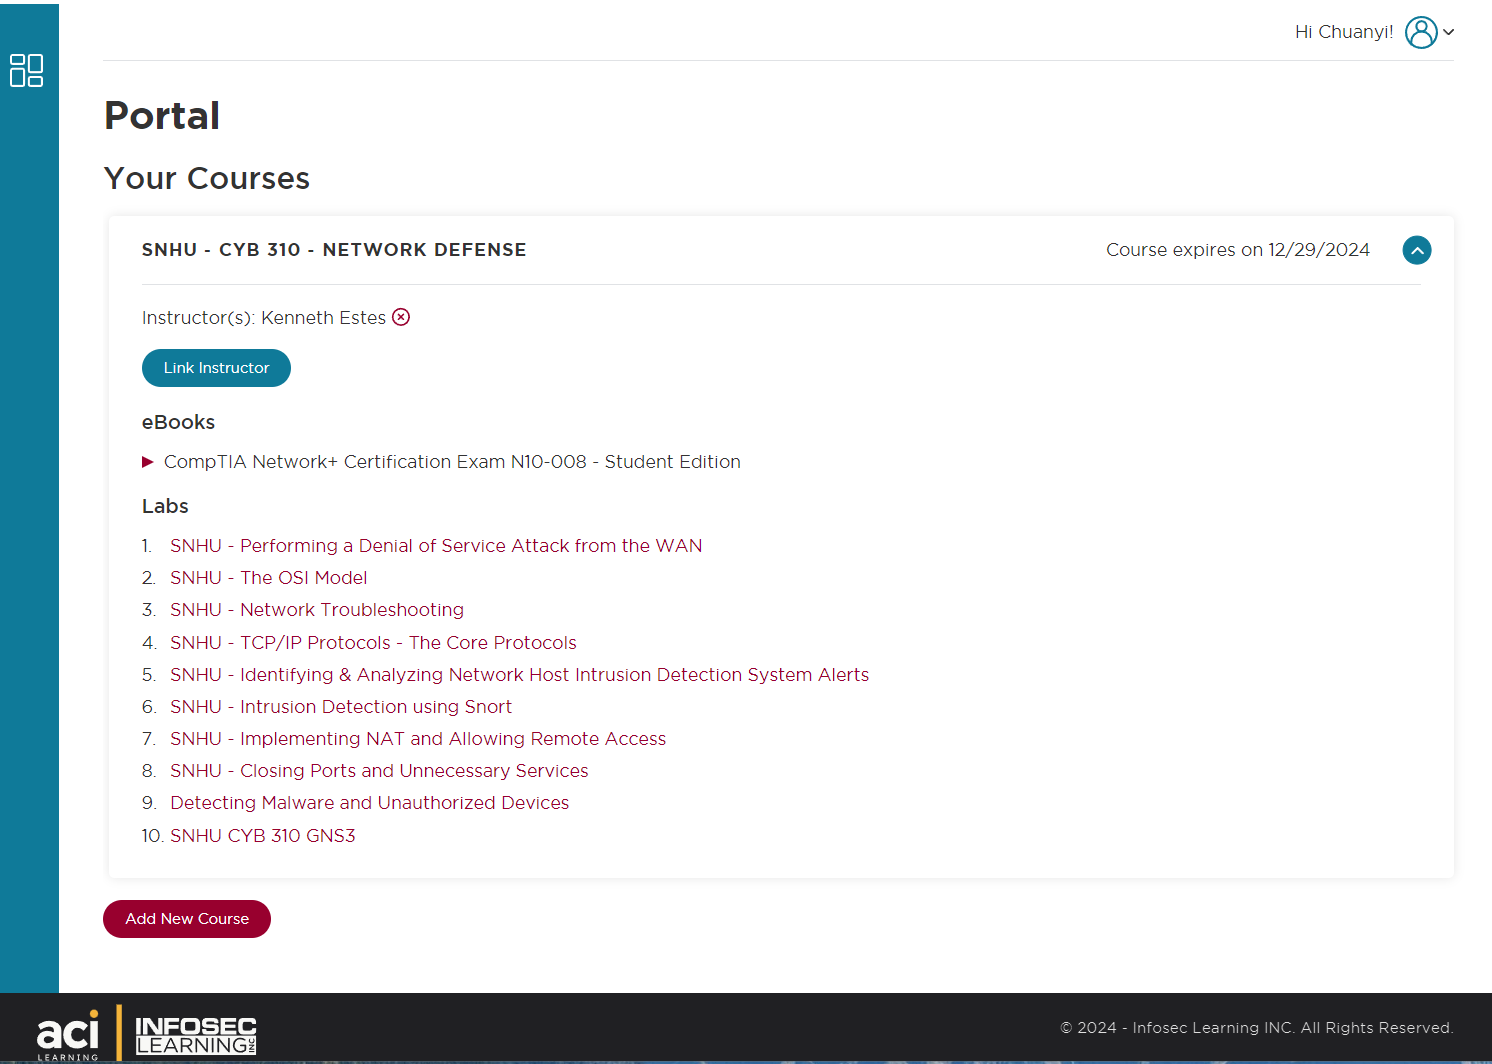 Hi Chuanyi!
Portal
Your Courses
SNHU - CYB 310 - NETWORK DEFENSE
Course expires on 12/29/2024
Instructor(s): Kenneth Estes
Link Instructor
eBooks
CompTIA Network+ Certification Exam N10-008 - Student Edition
Labs
1. SNHU - Performing a Denial of Service Attack from the WAN
2. SNHU - The OSI Model
3. SNHU - Network Troubleshooting
4. SNHU - TCP/IP Protocols - The Core Protocols
5. SNHU - Identifying & Analyzing Network Host Intrusion Detection System Alerts
6. SNHU - Intrusion Detection using Snort
7. SNHU - Implementing NAT and Allowing Remote Access
8. SNHU - Closing Ports and Unnecessary Services
9. Detecting Malware and Unauthorized Devices
10. SNHU CYB 310 GNS3
Add New Course
aci
LEARNING
INFOSEC
LEARNING INC
© 2024 - Infosec Learning INC. All Rights Reserved.